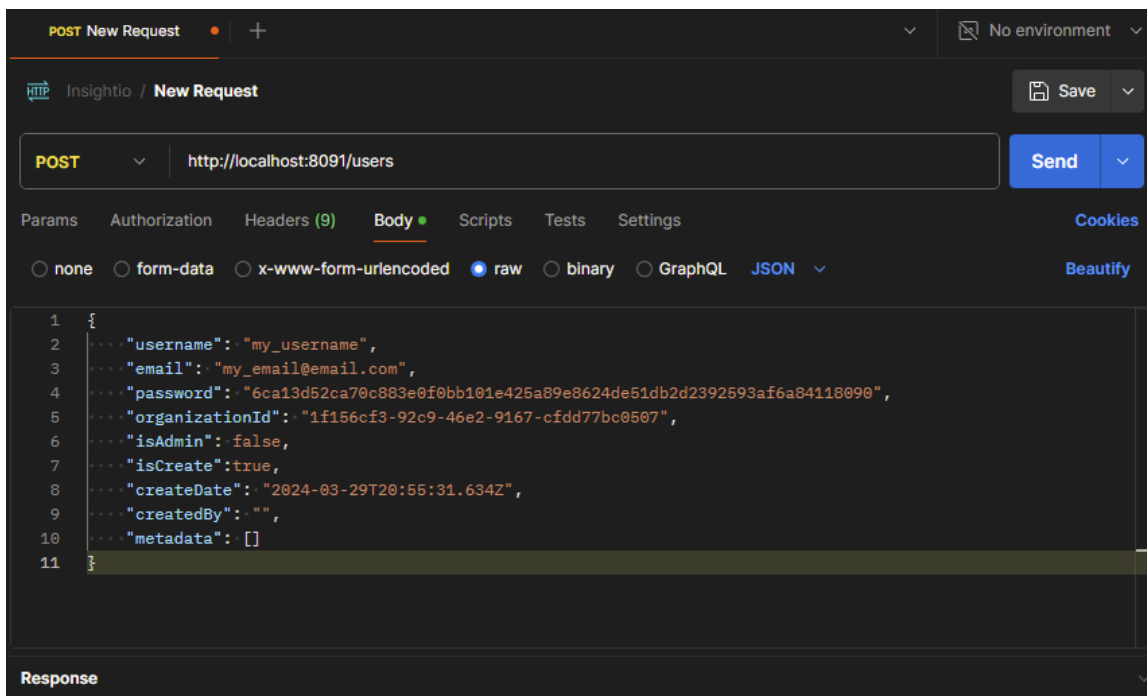 POST New Request
No environment
HTTP Insightio / New Request
Save
POST http://localhost:8091/users Send
Params Authorization Headers (9) Body Scripts Tests Settings Cookies
none form-data x-www-form-urlencoded raw binary GraphQL JSON Beautify
1 {
2 "username": "my_username",
3 "email": "my_email@email.com",
4 "password": "6ca13d52ca70c883e0f0bb101e425a89e8624de51db2d2392593af6a84118090",
5 "organizationId": "1f156cf3-92c9-46e2-9167-cfdd77bc0507",
6 "isAdmin": false,
7 "isCreate":true,
8 "createDate": "2024-03-29T20:55:31.634Z",
9 "createdBy": "",
10 "metadata": []
11 }
Response